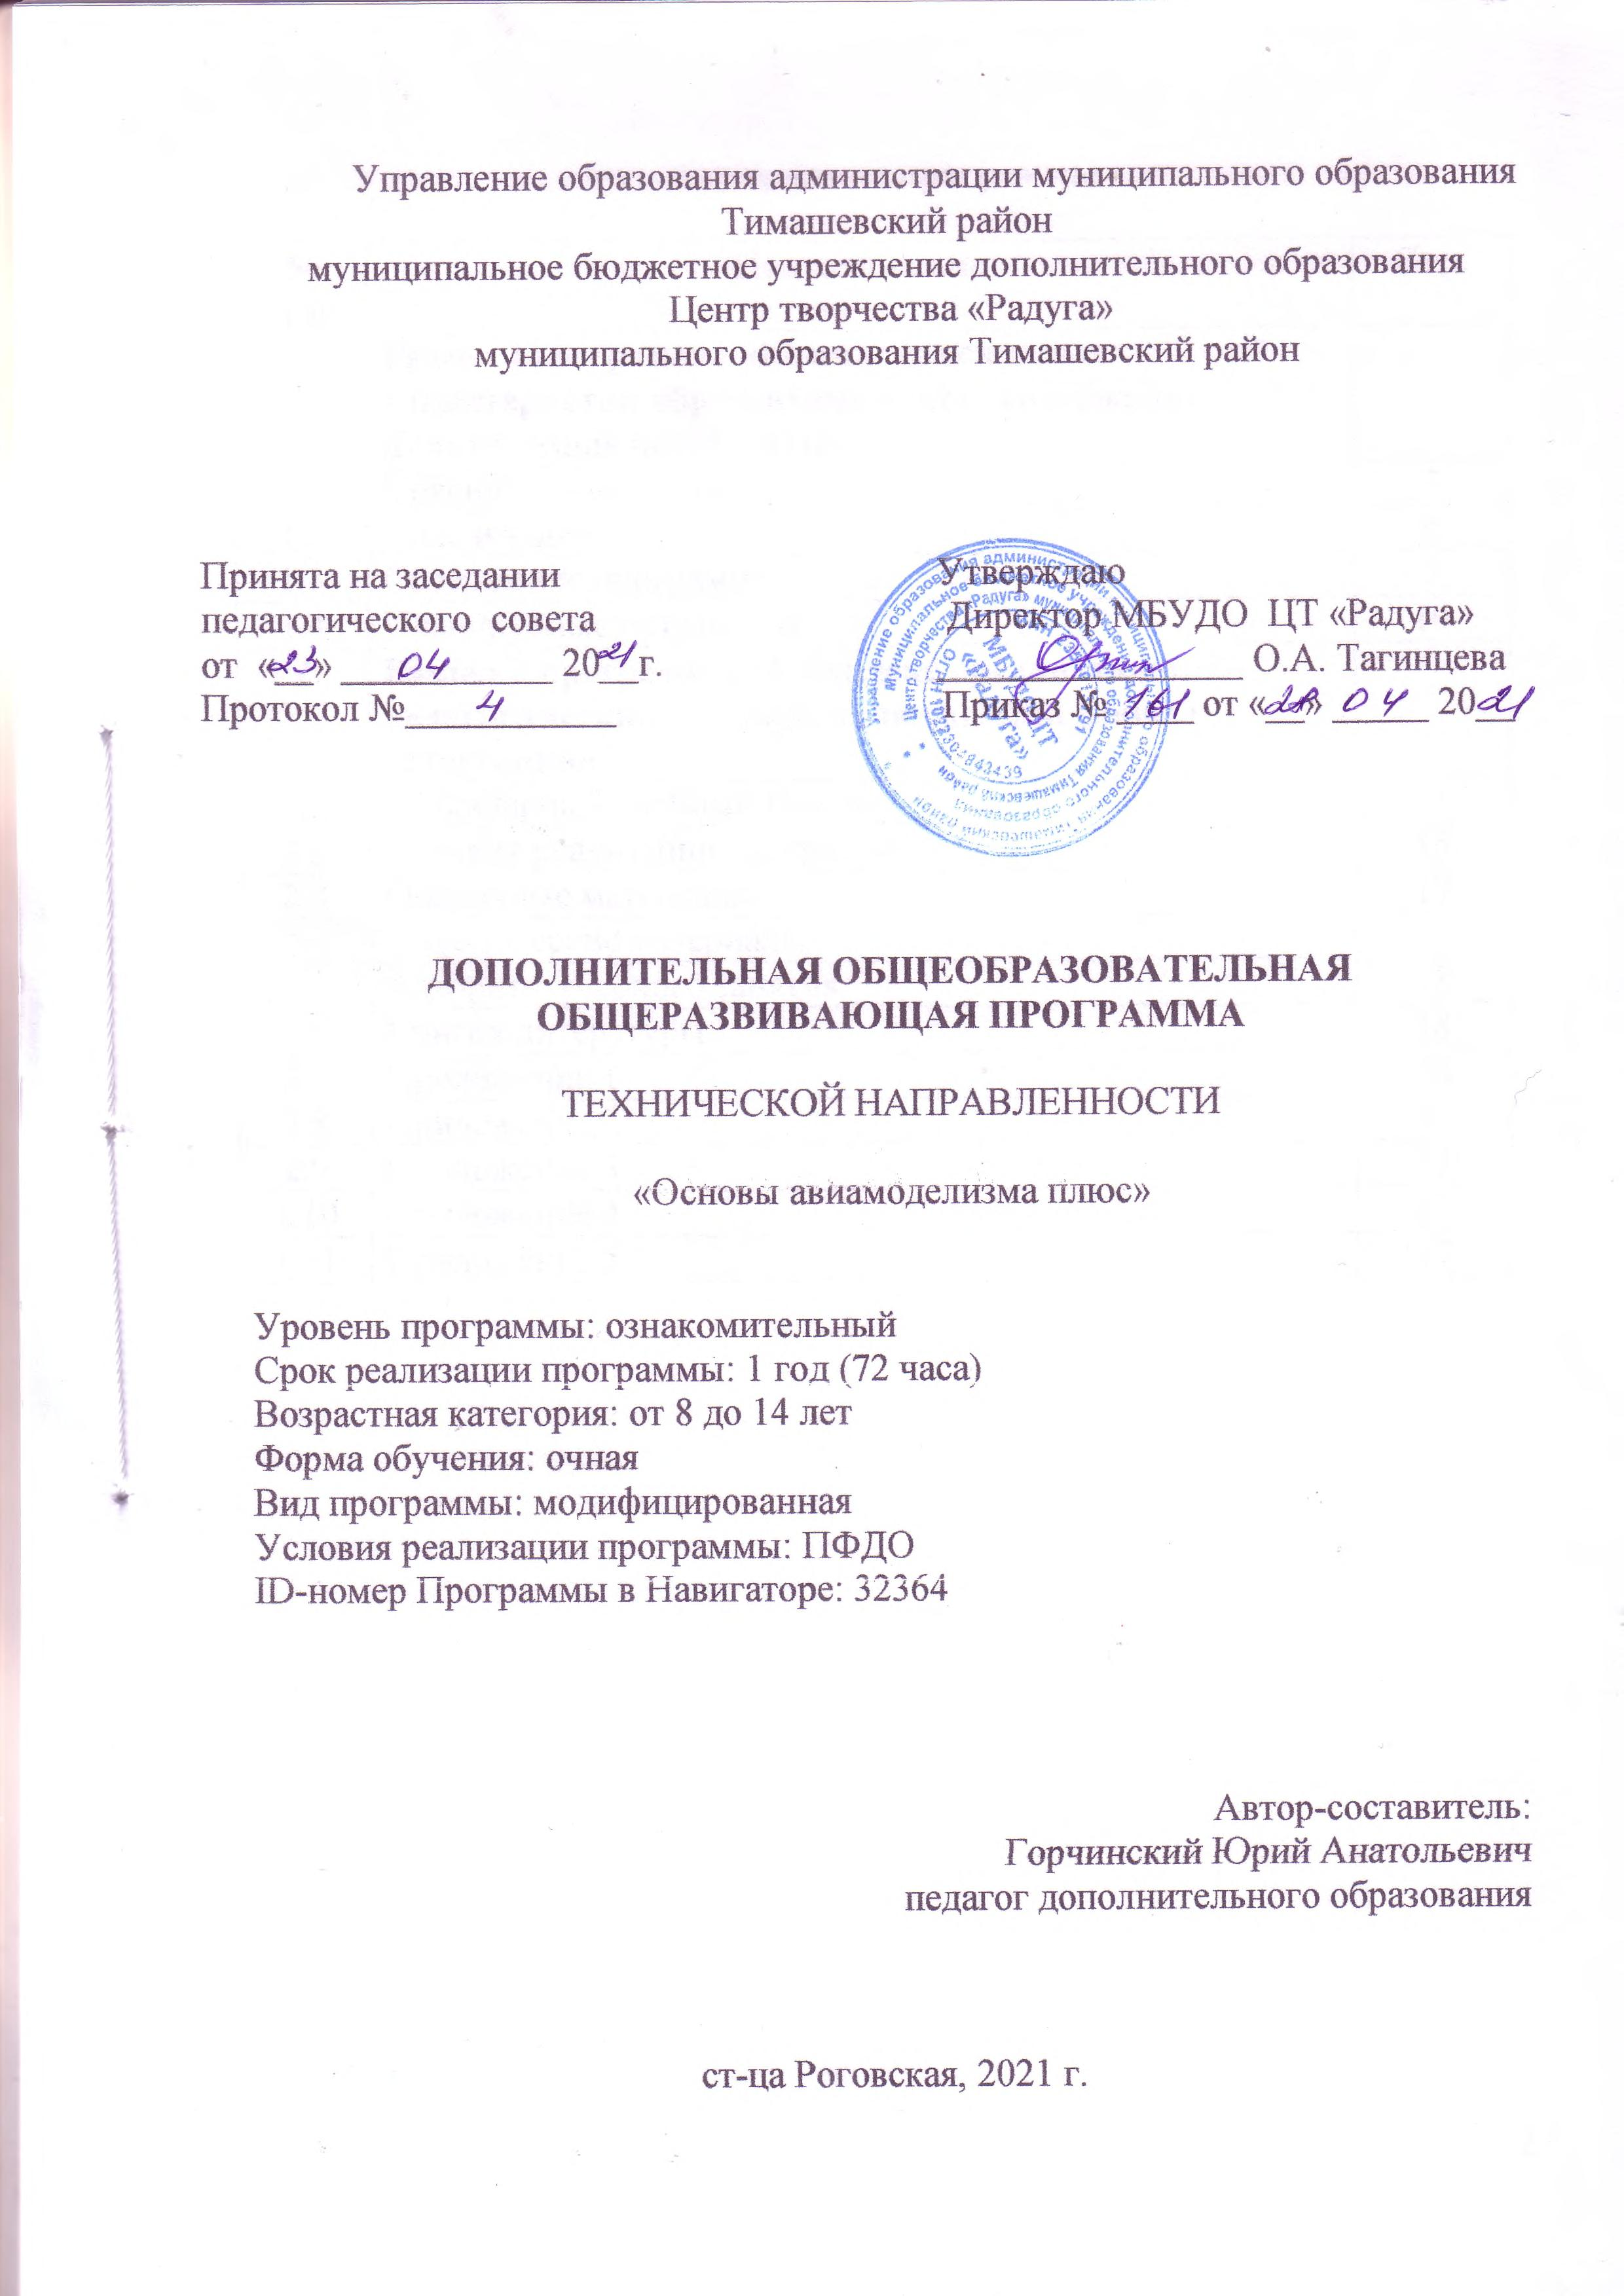 Управление образования администрации муниципального образования
Тимашевский район
муниципальное бюджетное учреждение дополнительного образования
Центр творчества «Радуга»
муниципального образования Тимашевский район
Принята на заседании
педагогического совета
от «23» 04 2021 г.
Протокол № 4
Утверждаю
Директор МБУДО ЦТ «Радуга»
О.А. Тагинцева
Приказ № 161 от « » 04 2021
МБУДО ЦТ
«Радуга»
ДОПОЛНИТЕЛЬНАЯ ОБЩЕОБРАЗОВАТЕЛЬНАЯ
ОБЩЕРАЗВИВАЮЩАЯ ПРОГРАММА
ТЕХНИЧЕСКОЙ НАПРАВЛЕННОСТИ
«Основы авиамоделизма плюс»
Уровень программы: ознакомительный
Срок реализации программы: 1 год (72 часа)
Возрастная категория: от 8 до 14 лет
Форма обучения: очная
Вид программы: модифицированная
Условия реализации программы: ПФДО
ID-номер Программы в Навигаторе: 32364
Автор-составитель:
Горчинский Юрий Анатольевич
педагог дополнительного образования
ст-ца Роговская, 2021 г.